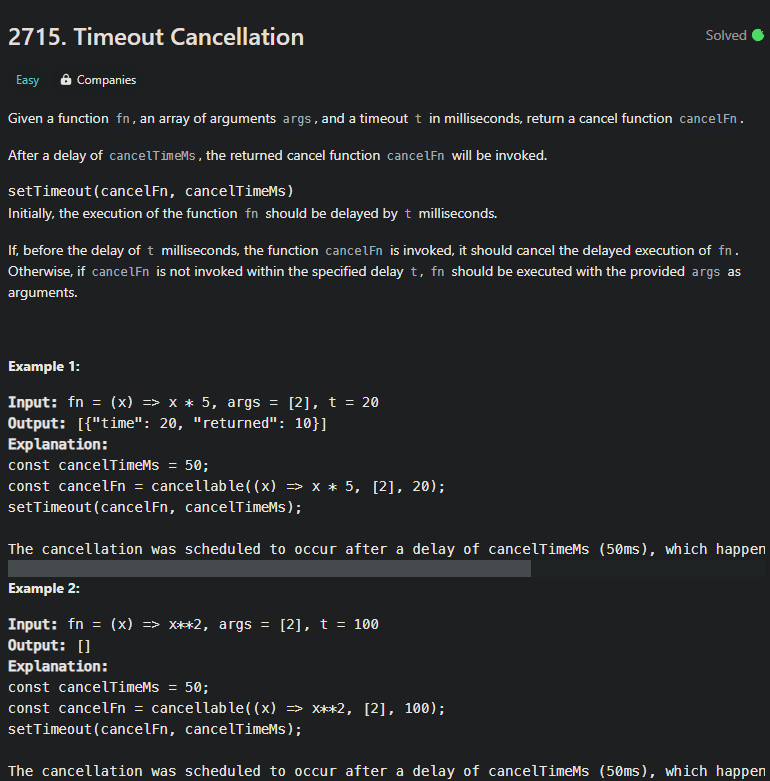 2715. Timeout Cancellation
Solved
Easy
Companies
Given a function fn, an array of arguments args, and a timeout t in milliseconds, return a cancel function cancelFn.
After a delay of cancelTimeMs, the returned cancel function cancelFn will be invoked.
setTimeout(cancelFn, cancelTimeMs)
Initially, the execution of the function fn should be delayed by t milliseconds.
If, before the delay of t milliseconds, the function cancelFn is invoked, it should cancel the delayed execution of fn.
Otherwise, if cancelFn is not invoked within the specified delay t, fn should be executed with the provided args as
arguments.
Example 1:
Input: fn = (x) => x * 5, args = [2], t = 20
Output: [{"time": 20, "returned": 10}]
Explanation:
const cancelTimeMs = 50;
const cancelFn = cancellable((x) => x * 5, [2], 20);
setTimeout(cancelFn, cancelTimeMs);
The cancellation was scheduled to occur after a delay of cancelTimeMs (50ms), which happen
Example 2:
Input: fn = (x) => x**2, args = [2], t = 100
Output: []
Explanation:
const cancelTimeMs = 50;
const cancelFn = cancellable((x) => x**2, [2], 100);
setTimeout(cancelFn, cancelTimeMs);
The cancellation was scheduled to occur after a delay of cancelTimeMs (50ms), which happen